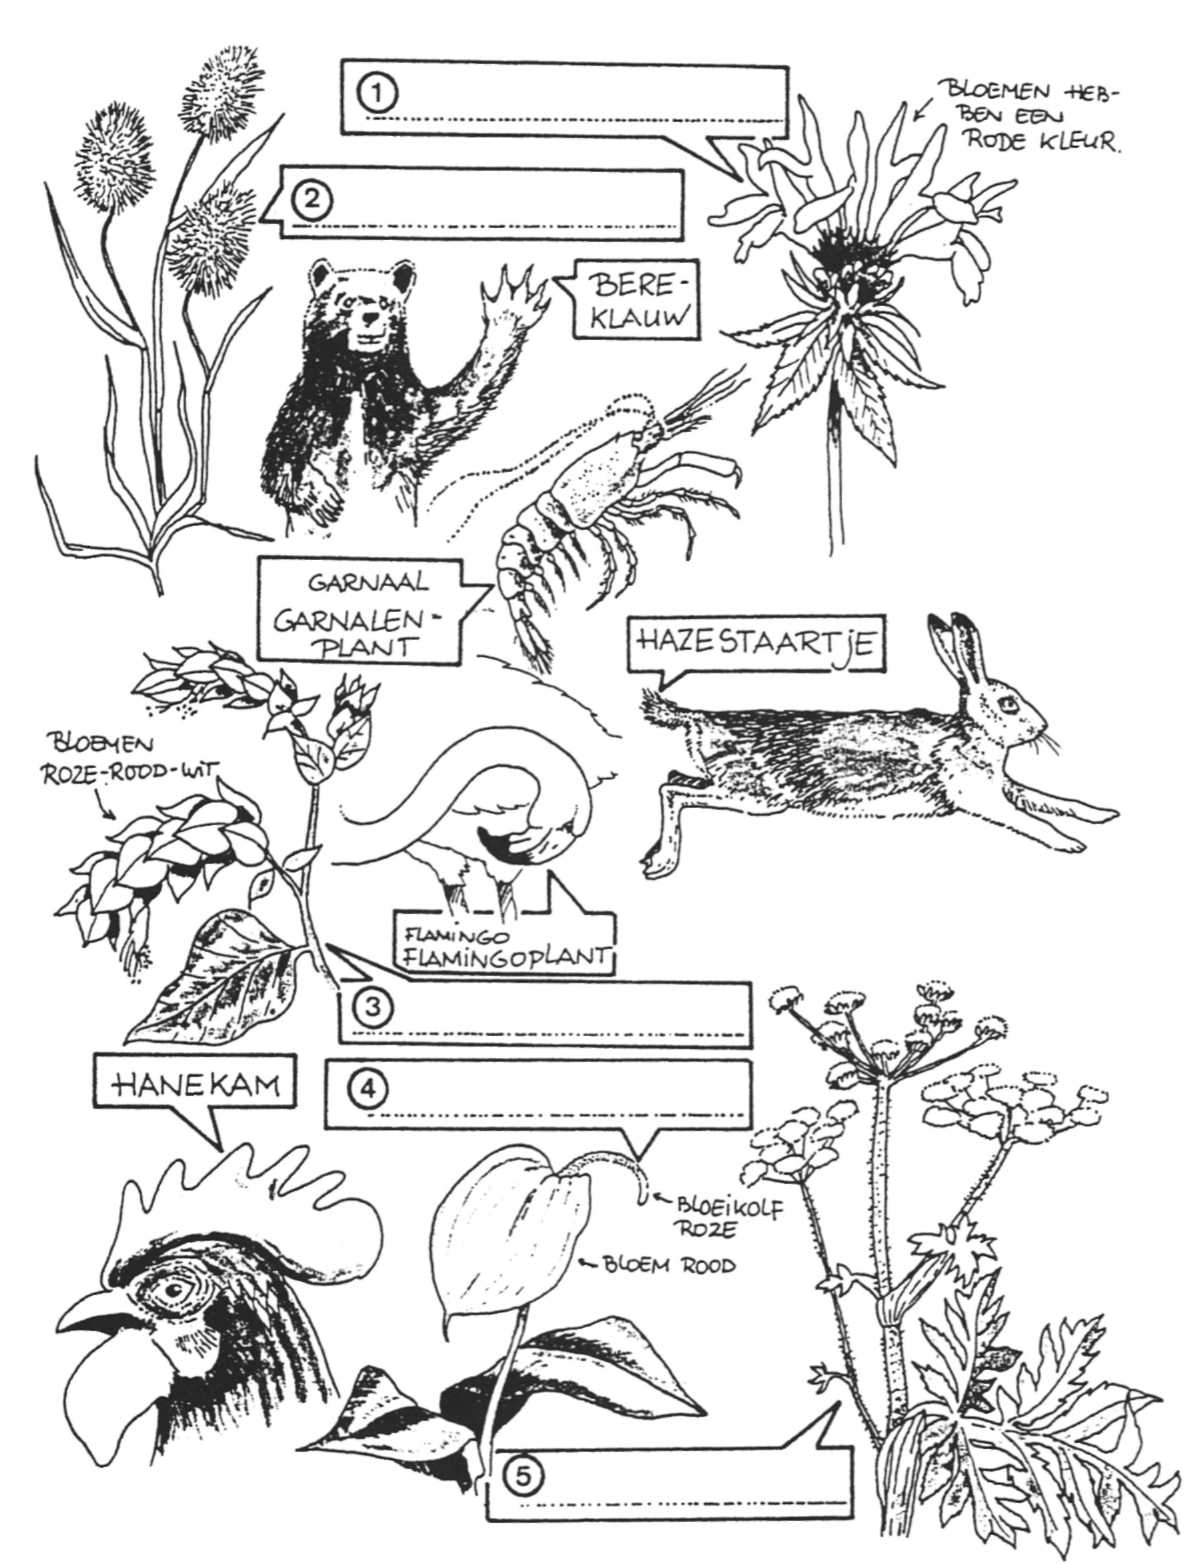 1
BLOEMEN HEB-
BEN EEN
RODE KLEUR.
2
BERE-
KLAUW
GARNAAL
GARNALEN-
PLANT
HAZESTAARTJE
BLOEMEN
ROZE-ROOD-WIT
FLAMINGO
FLAMINGOPLANT
3
HANEKAM
4
BLOEIKOLF
ROZE
BLOEM ROOD
5